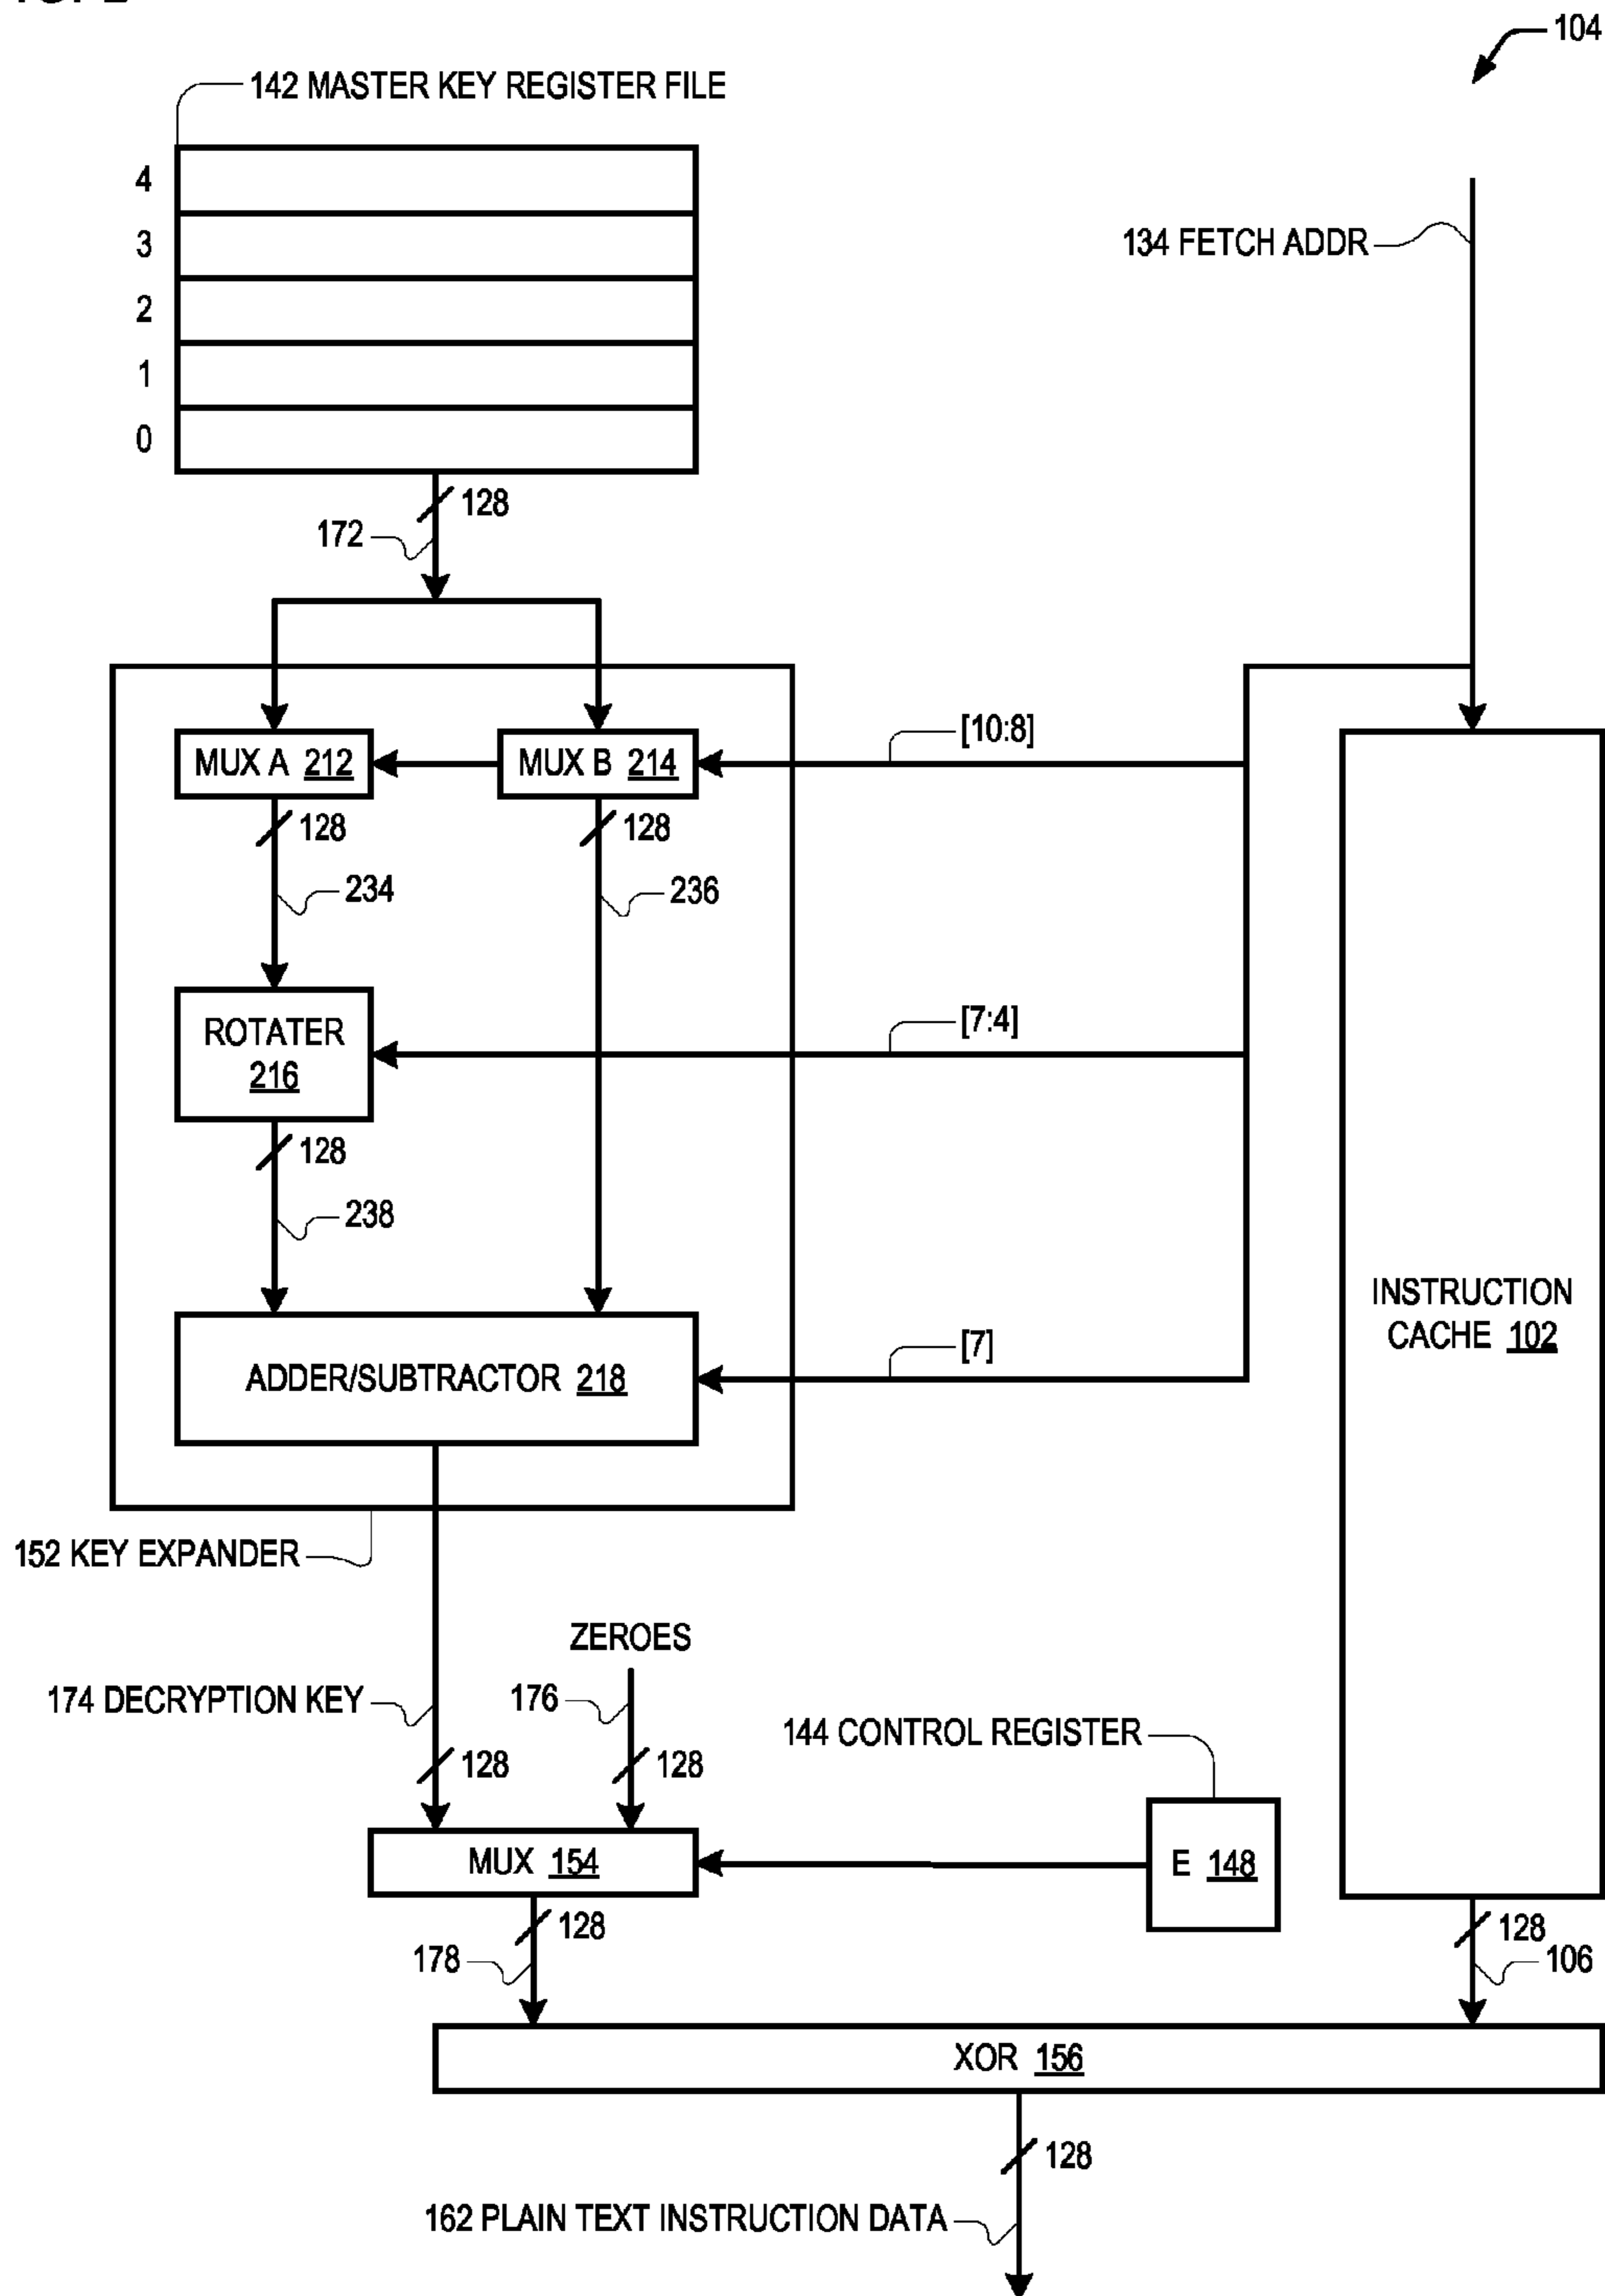 104
142 MASTER KEY REGISTER FILE
4
3
134 FETCH ADDR
2
1
0
128
172
[10:8]
MUX A 212
MUX B 214
128
128
234
236
[7:4]
ROTATER
216
128
238
INSTRUCTION
CACHE 102
[7]
ADDER/SUBTRACTOR 218
152 KEY EXPANDER
ZEROES
174 DECRYPTION KEY
176
144 CONTROL REGISTER
128
128
MUX 154
E 148
128
128
178
106
XOR 156
128
162 PLAIN TEXT INSTRUCTION DATA